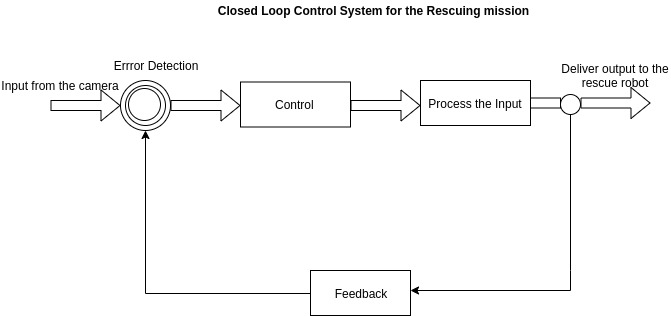 Closed Loop Control System for the Rescuing mission
Errror Detection
Input from the camera
Control
Process the Input
Deliver output to the
rescue robot
Feedback